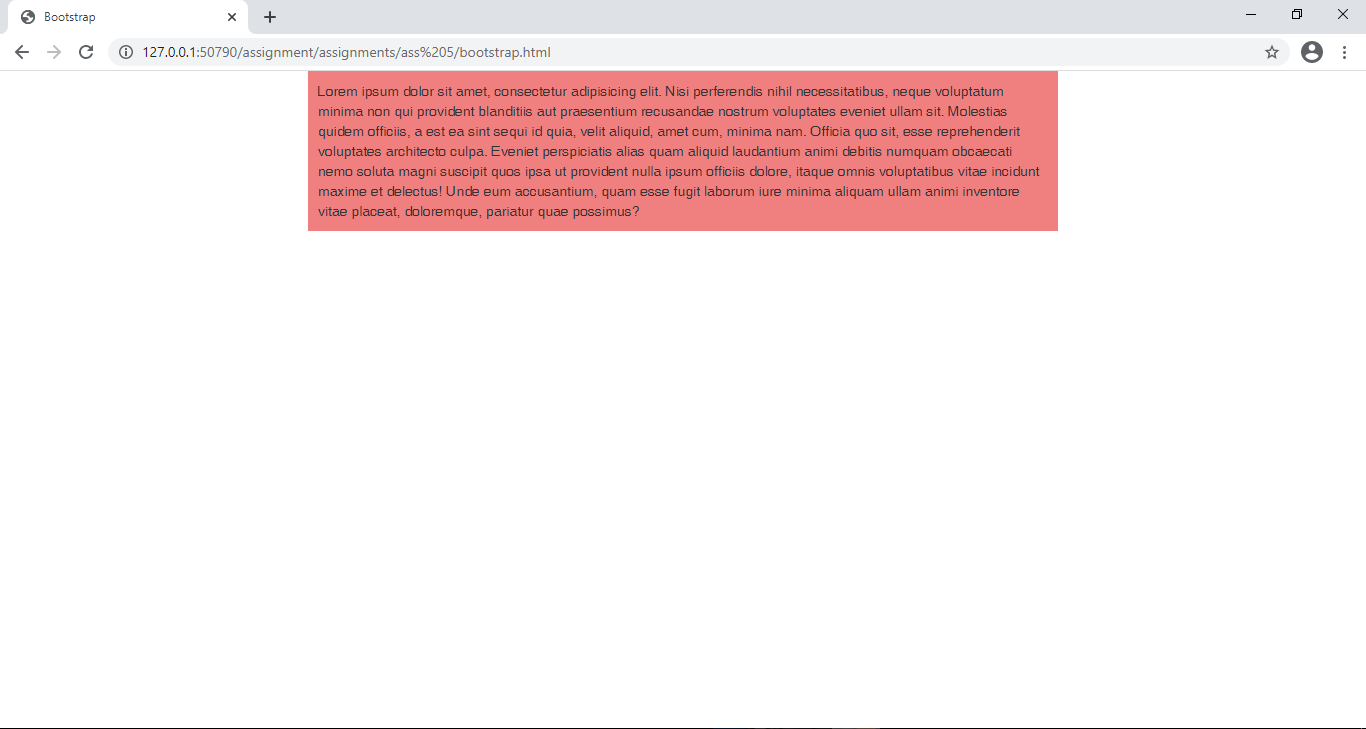 Bootstrap
127.0.0.1:50790/assignment/assignments/ass%205/bootstrap.html
Lorem ipsum dolor sit amet, consectetur adipisicing elit. Nisi perferendis nihil necessitatibus, neque voluptatum
minima non qui provident blanditiis aut praesentium recusandae nostrum voluptates eveniet ullam sit. Molestias
quidem officiis, a est ea sint sequi id quia, velit aliquid, amet cum, minima nam. Officia quo sit, esse reprehenderit
voluptates architecto culpa. Eveniet perspiciatis alias quam aliquid laudantium animi debitis numquam obcaecati
nemo soluta magni suscipit quos ipsa ut provident nulla ipsum officiis dolore, itaque omnis voluptatibus vitae incidunt
maxime et delectus! Unde eum accusantium, quam esse fugit laborum iure minima aliquam ullam animi inventore
vitae placeat, doloremque, pariatur quae possimus?